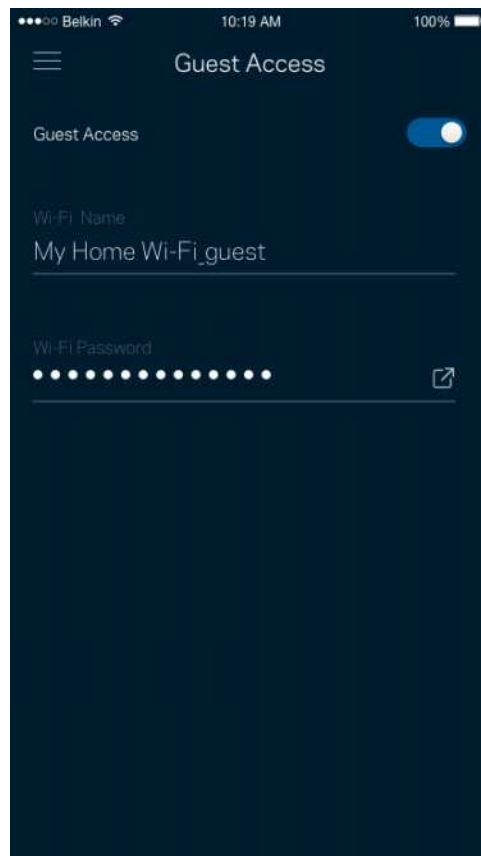 Belkin 10:19 AM 100%
Guest Access
Guest Access
Wi-Fi Name
My Home Wi-Fi_guest
Wi-Fi Password
••••••••••••••